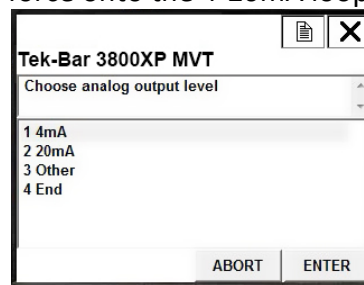 Tek-Bar 3800XP MVT
Choose analog output level
1 4mA
2 20mA
3 Other
4 End
ABORT ENTER